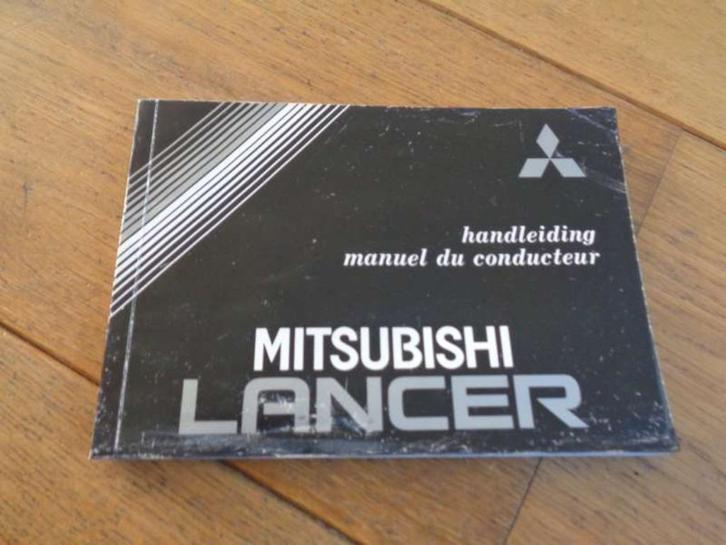 handleiding
manuel du conducteur
MITSUBISHI
LANCER